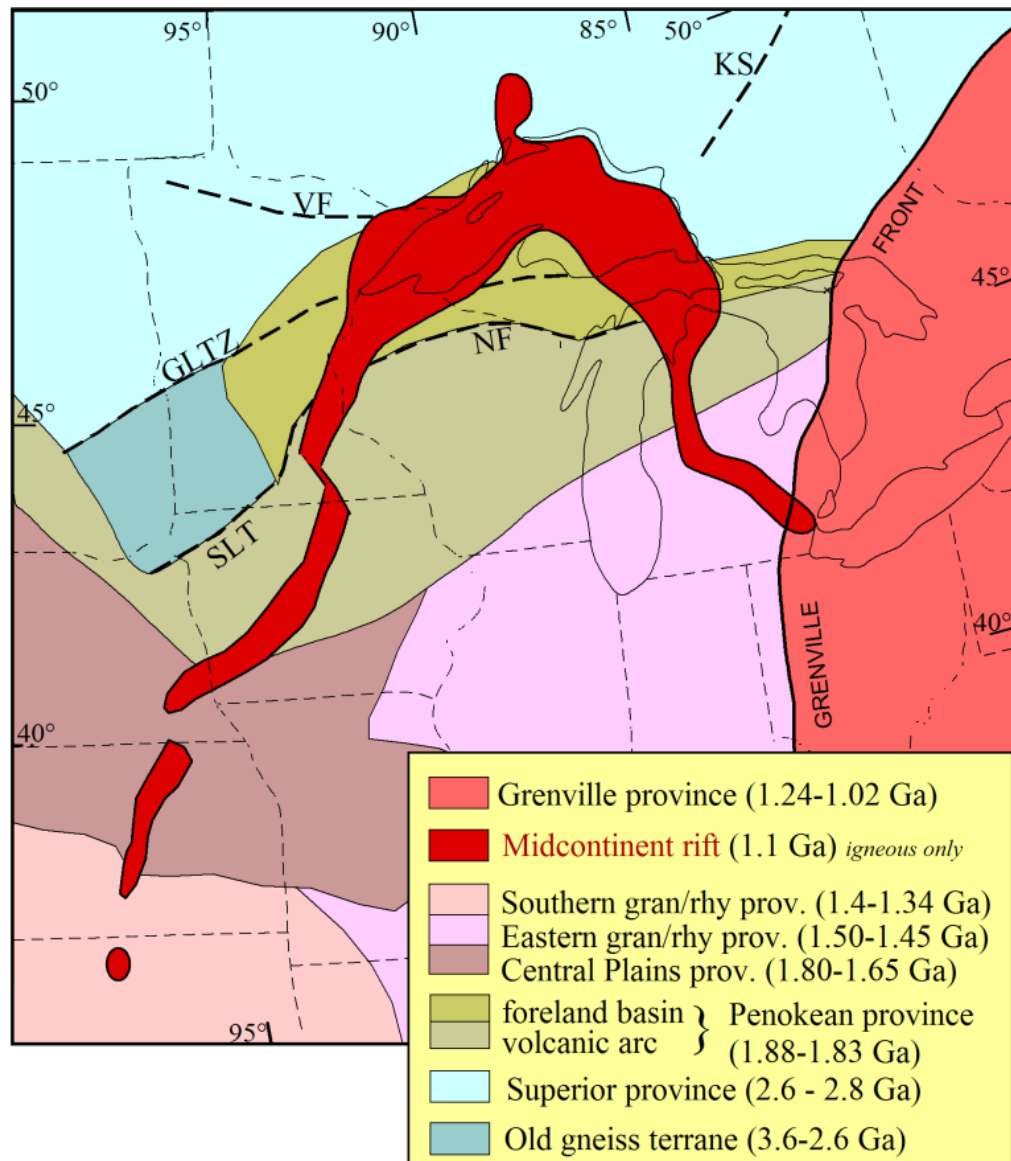 95°
90°
85°
50°
KS
50°
VF
FRONT
45°
GLTZ
NF
45°
SLT
40°
GRENVILLE
40°
95°
Grenville province (1.24-1.02 Ga)
Midcontinent rift (1.1 Ga) igneous only
Southern gran/rhy prov. (1.4-1.34 Ga)
Eastern gran/rhy prov. (1.50-1.45 Ga)
Central Plains prov. (1.80-1.65 Ga)
foreland basin
volcanic arc
} Penokean province
(1.88-1.83 Ga)
Superior province (2.6 - 2.8 Ga)
Old gneiss terrane (3.6-2.6 Ga)